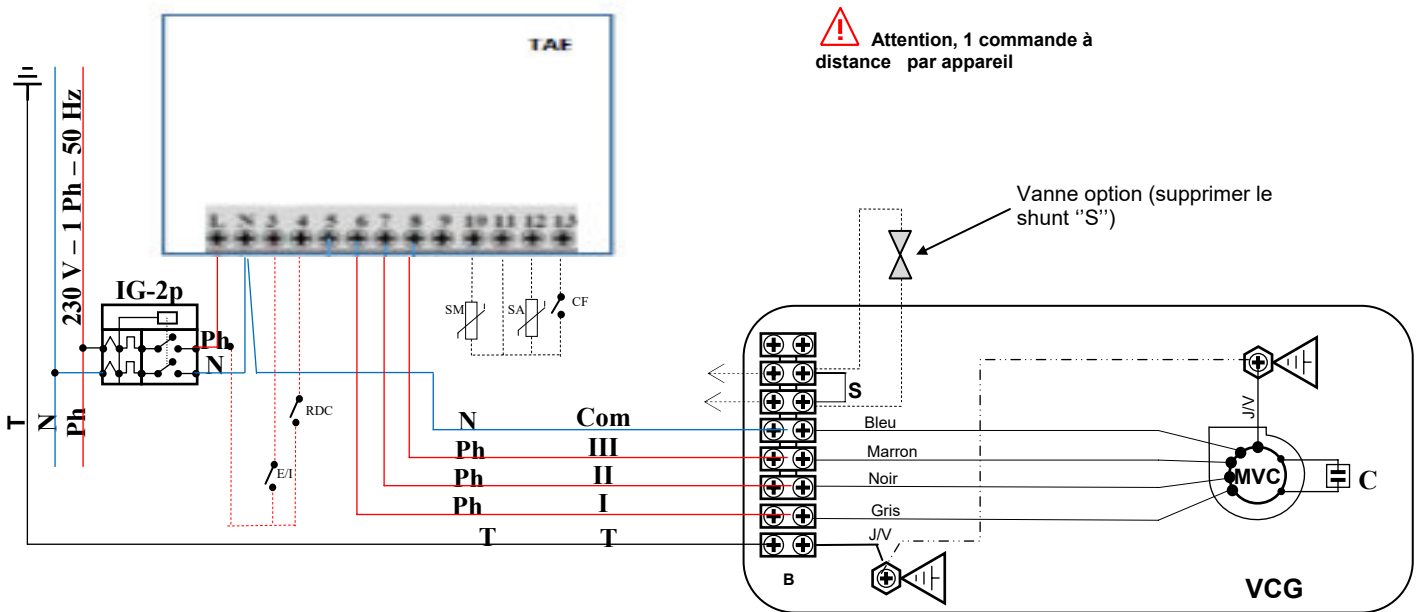 TAE
Attention, 1 commande à
distance par appareil
230 V – 1 Ph – 50 Hz
L N 3 4 5 6 7 8 9 10 11 12 13
Vanne option (supprimer le
shunt ‘’S’’)
IG-2p
Ph
N
SM
SA
CF
RDC
E/I
T
N
Ph
S
N Com
Ph III
Ph II
Ph I
T T
Bleu
Marron
Noir
Gris
J/V
J/V
MVC
C
B
VCG